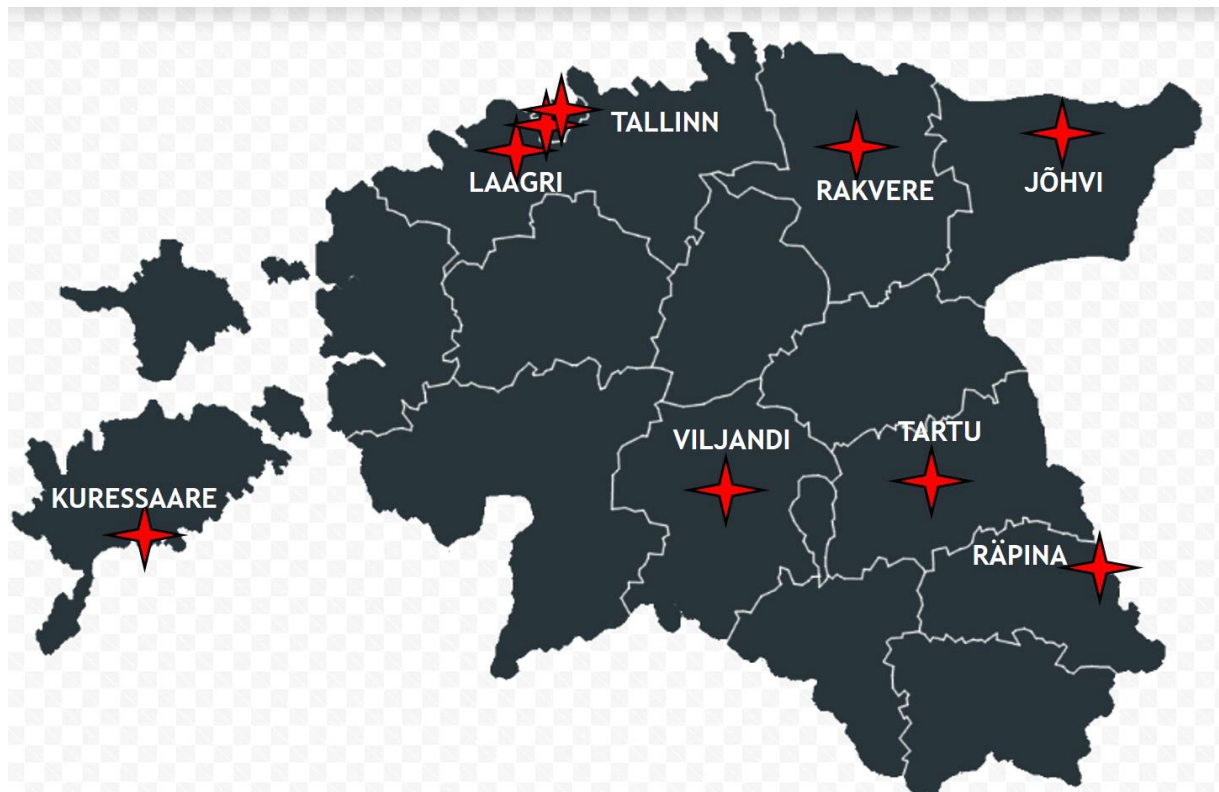 TALLINN
LAAGRI
RAKVERE
JÕHVI
VILJANDI
TARTU
KURESSAARE
RÄPINA